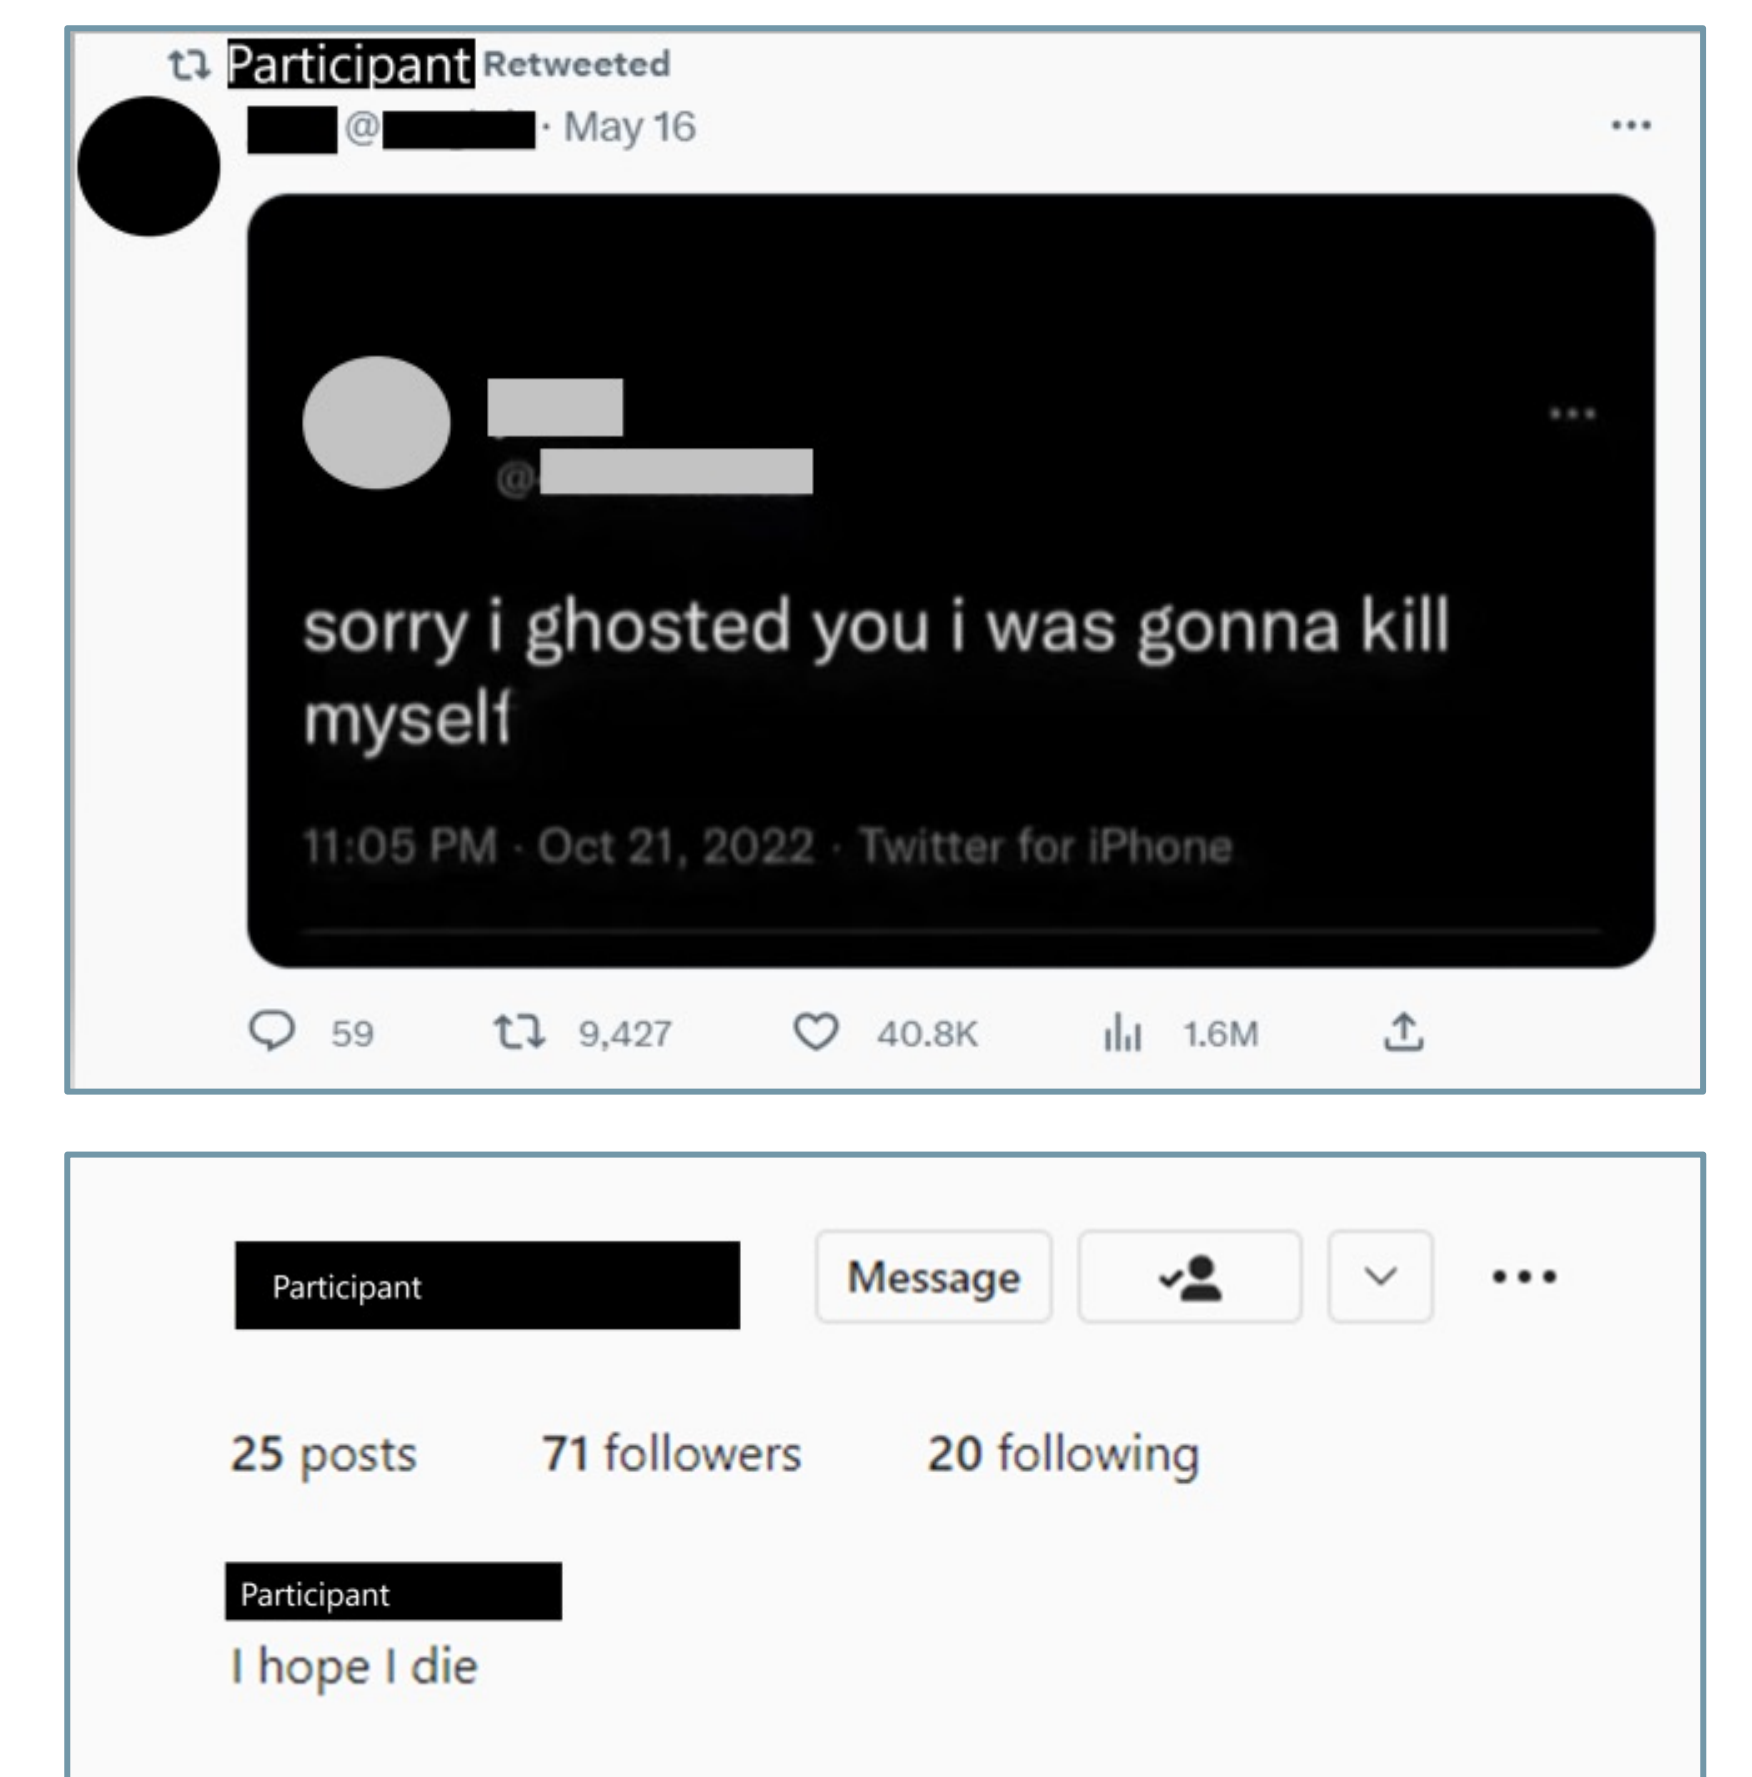 Participant Retweeted
@ · May 16
@
sorry i ghosted you i was gonna kill
myself
11:05 PM · Oct 21, 2022 · Twitter for iPhone
59 9,427 40.8K 1.6M
Participant Message
25 posts 71 followers 20 following
Participant
I hope I die